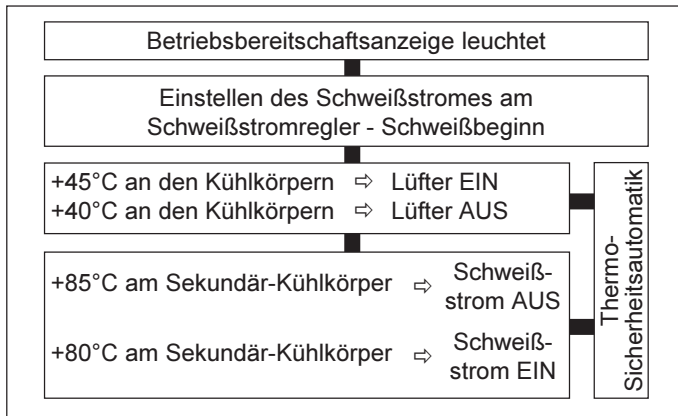 Betriebsbereitschaftsanzeige leuchtet
Einstellen des Schweißstromes am
Schweißstromregler - Schweißbeginn
+45°C an den Kühlkörpern ⇨ Lüfter EIN
+40°C an den Kühlkörpern ⇨ Lüfter AUS
+85°C am Sekundär-Kühlkörper ⇨ Schweiß-
strom AUS
+80°C am Sekundär-Kühlkörper ⇨ Schweiß-
strom EIN
Thermo-
Sicherheitsautomatik